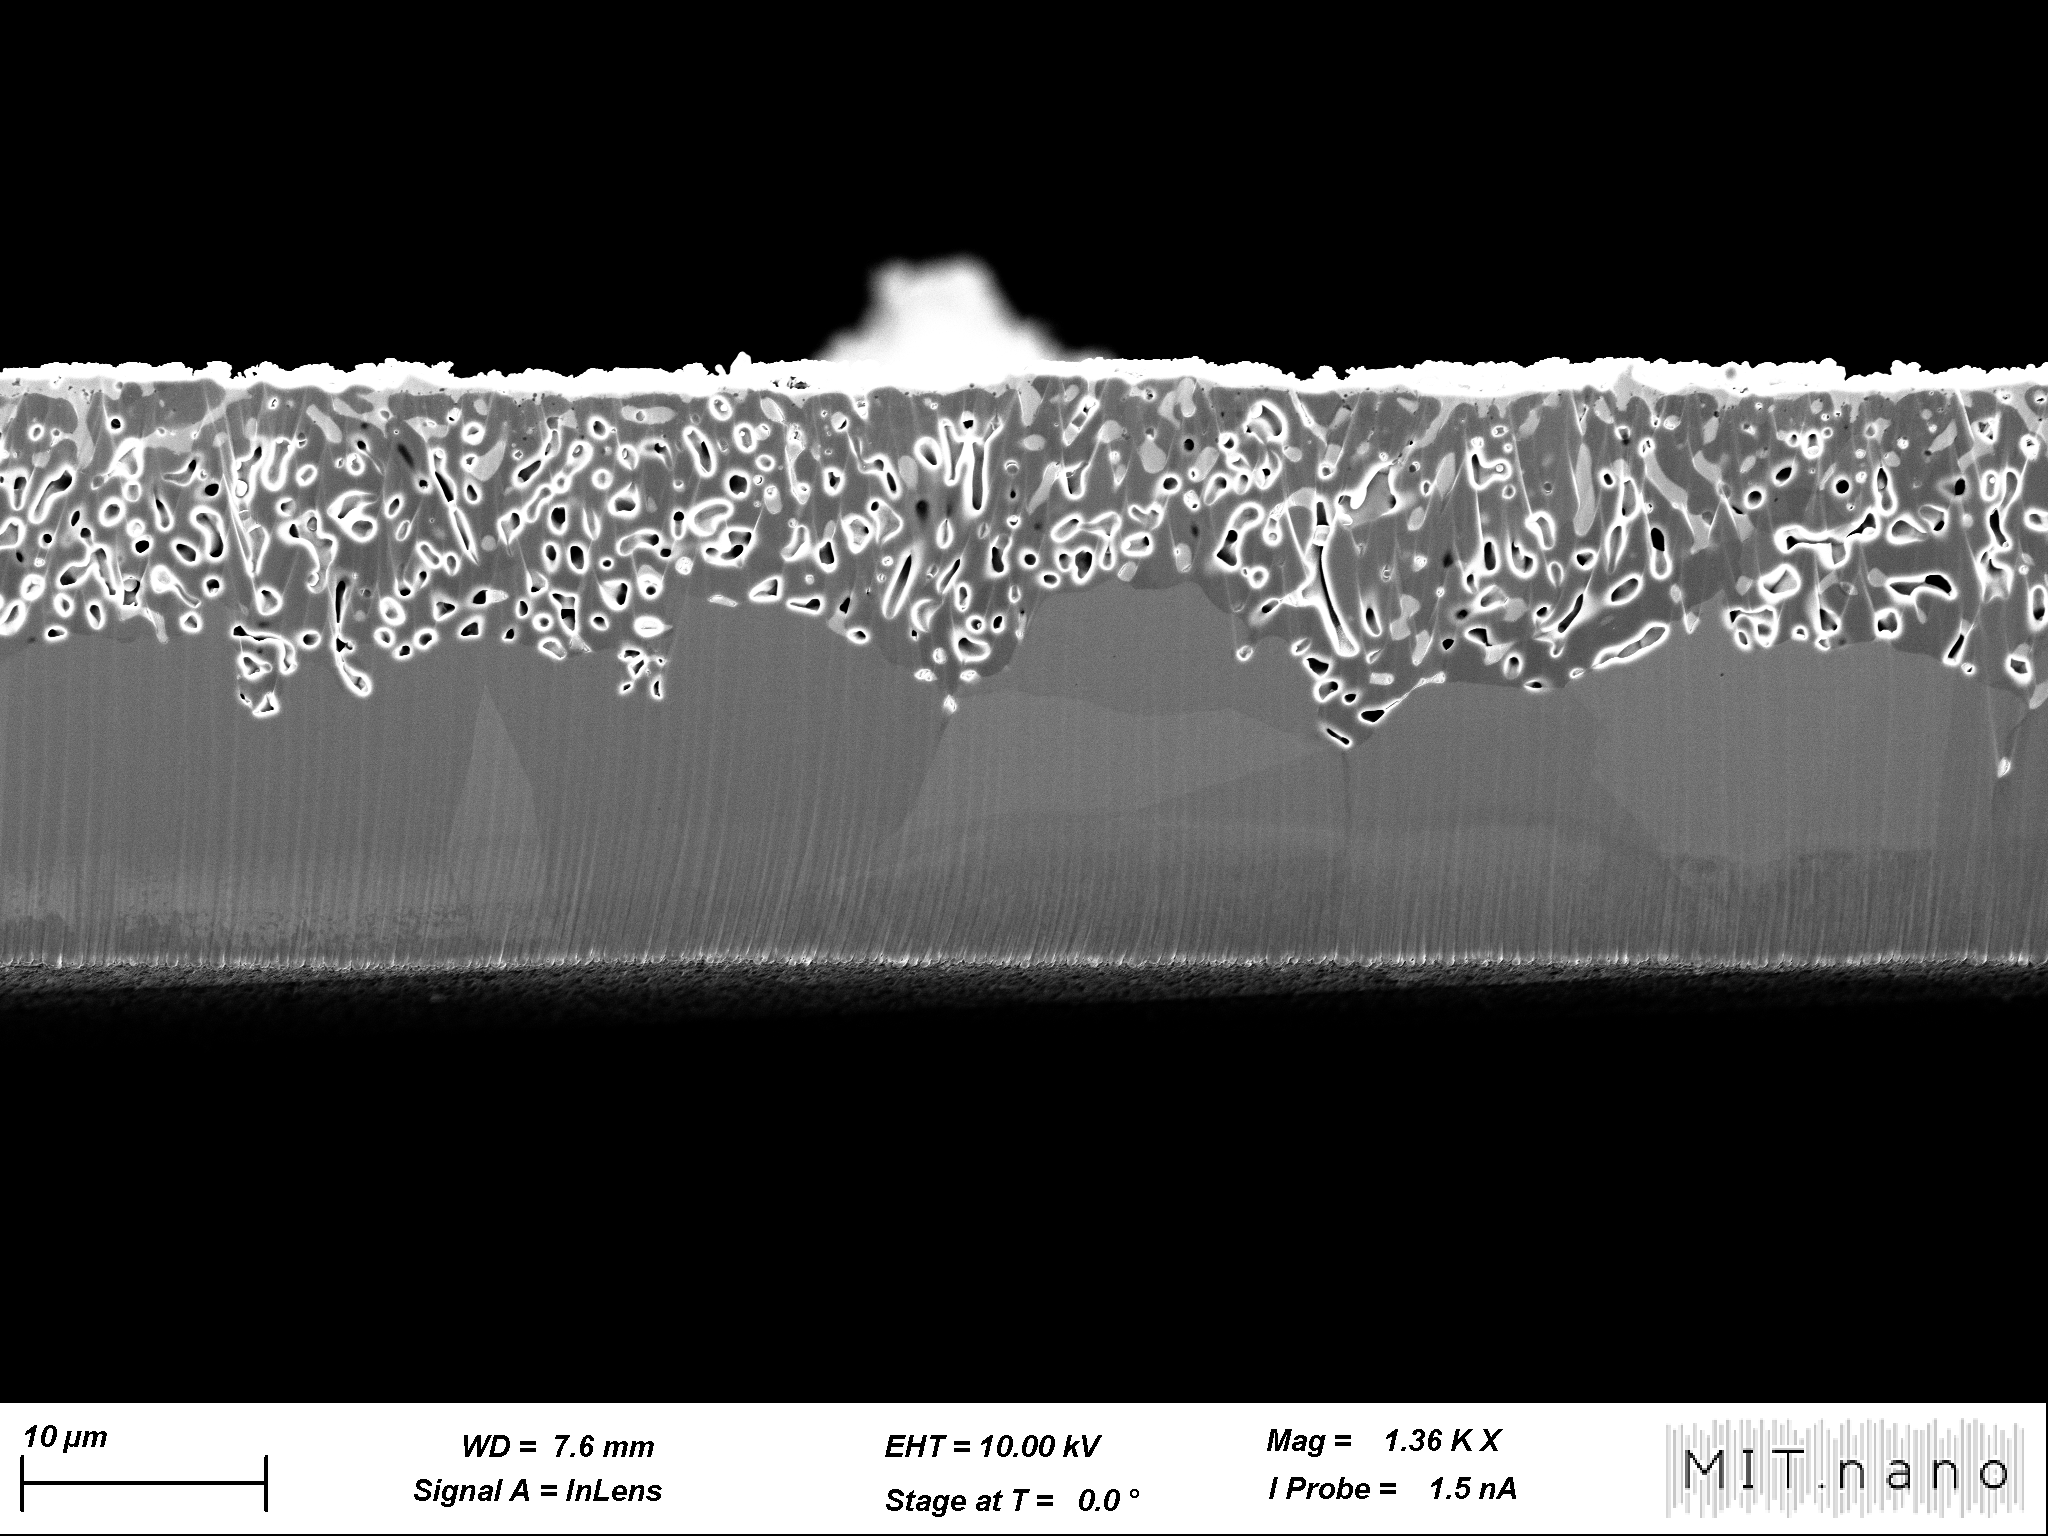 10 µm
WD = 7.6 mm
Signal A = InLens
EHT = 10.00 kV
Stage at T = 0.0 °
Mag = 1.36 K X
I Probe = 1.5 nA
MIT.nano